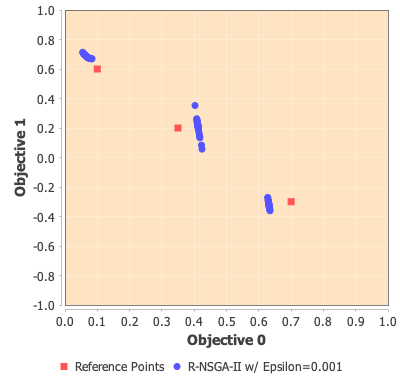 1.0
0.8
0.6
0.4
0.2
0.0
-0.2
-0.4
-0.6
-0.8
-1.0
Objective 1
0.0 0.1 0.2 0.3 0.4 0.5 0.6 0.7 0.8 0.9 1.0
Objective 0
Reference Points R-NSGA-II w/ Epsilon=0.001